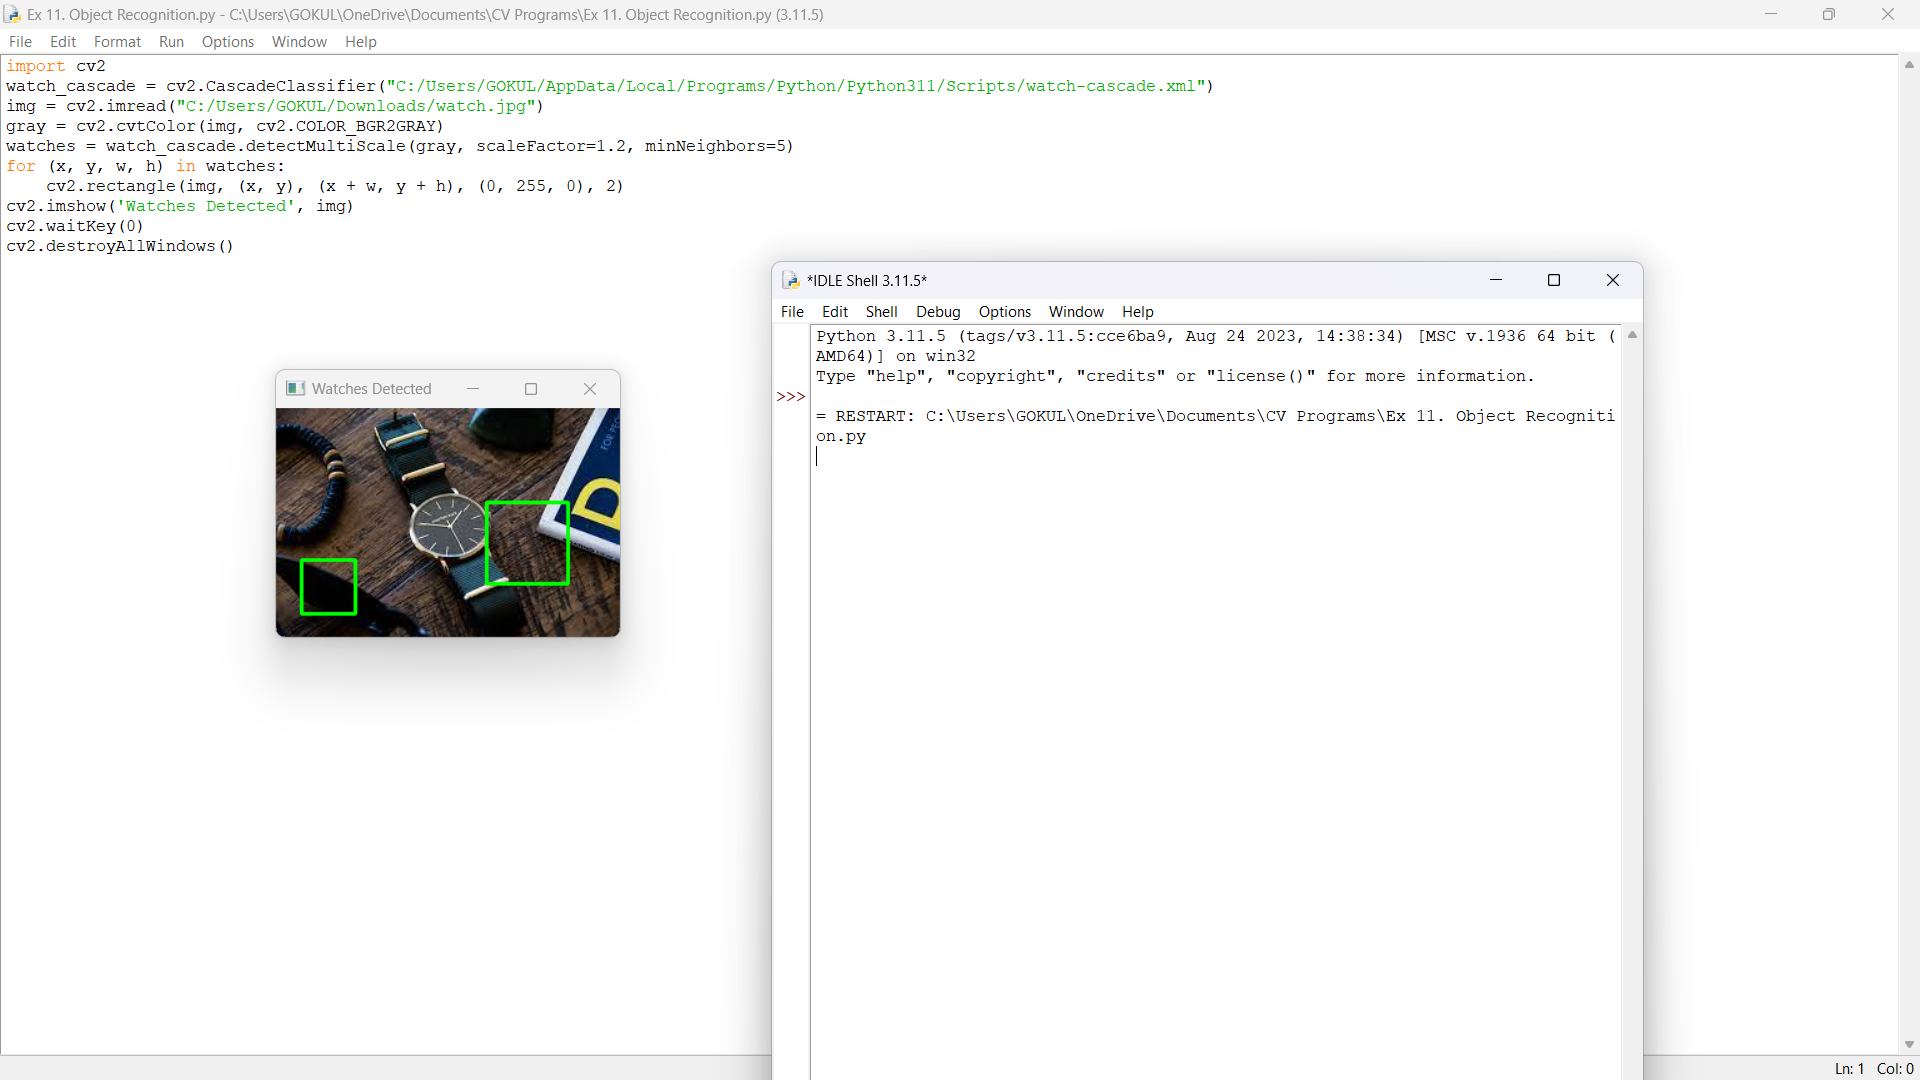 Ex 11. Object Recognition.py - C:\Users\GOKUL\OneDrive\Documents\CV Programs\Ex 11. Object Recognition.py (3.11.5)
File Edit Format Run Options Window Help
import cv2
watch_cascade = cv2.CascadeClassifier("C:/Users/GOKUL/AppData/Local/Programs/Python/Python311/Scripts/watch-cascade.xml")
img = cv2.imread("C:/Users/GOKUL/Downloads/watch.jpg")
gray = cv2.cvtColor(img, cv2.COLOR_BGR2GRAY)
watches = watch_cascade.detectMultiScale(gray, scaleFactor=1.2, minNeighbors=5)
for (x, y, w, h) in watches:
    cv2.rectangle(img, (x, y), (x + w, y + h), (0, 255, 0), 2)
cv2.imshow('Watches Detected', img)
cv2.waitKey(0)
cv2.destroyAllWindows()
Watches Detected
FOR
D
*IDLE Shell 3.11.5*
File Edit Shell Debug Options Window Help
Python 3.11.5 (tags/v3.11.5:cce6ba9, Aug 24 2023, 14:38:34) [MSC v.1936 64 bit (
AMD64)] on win32
Type "help", "copyright", "credits" or "license()" for more information.
>>>
= RESTART: C:\Users\GOKUL\OneDrive\Documents\CV Programs\Ex 11. Object Recogniti
on.py
Ln: 1 Col: 0